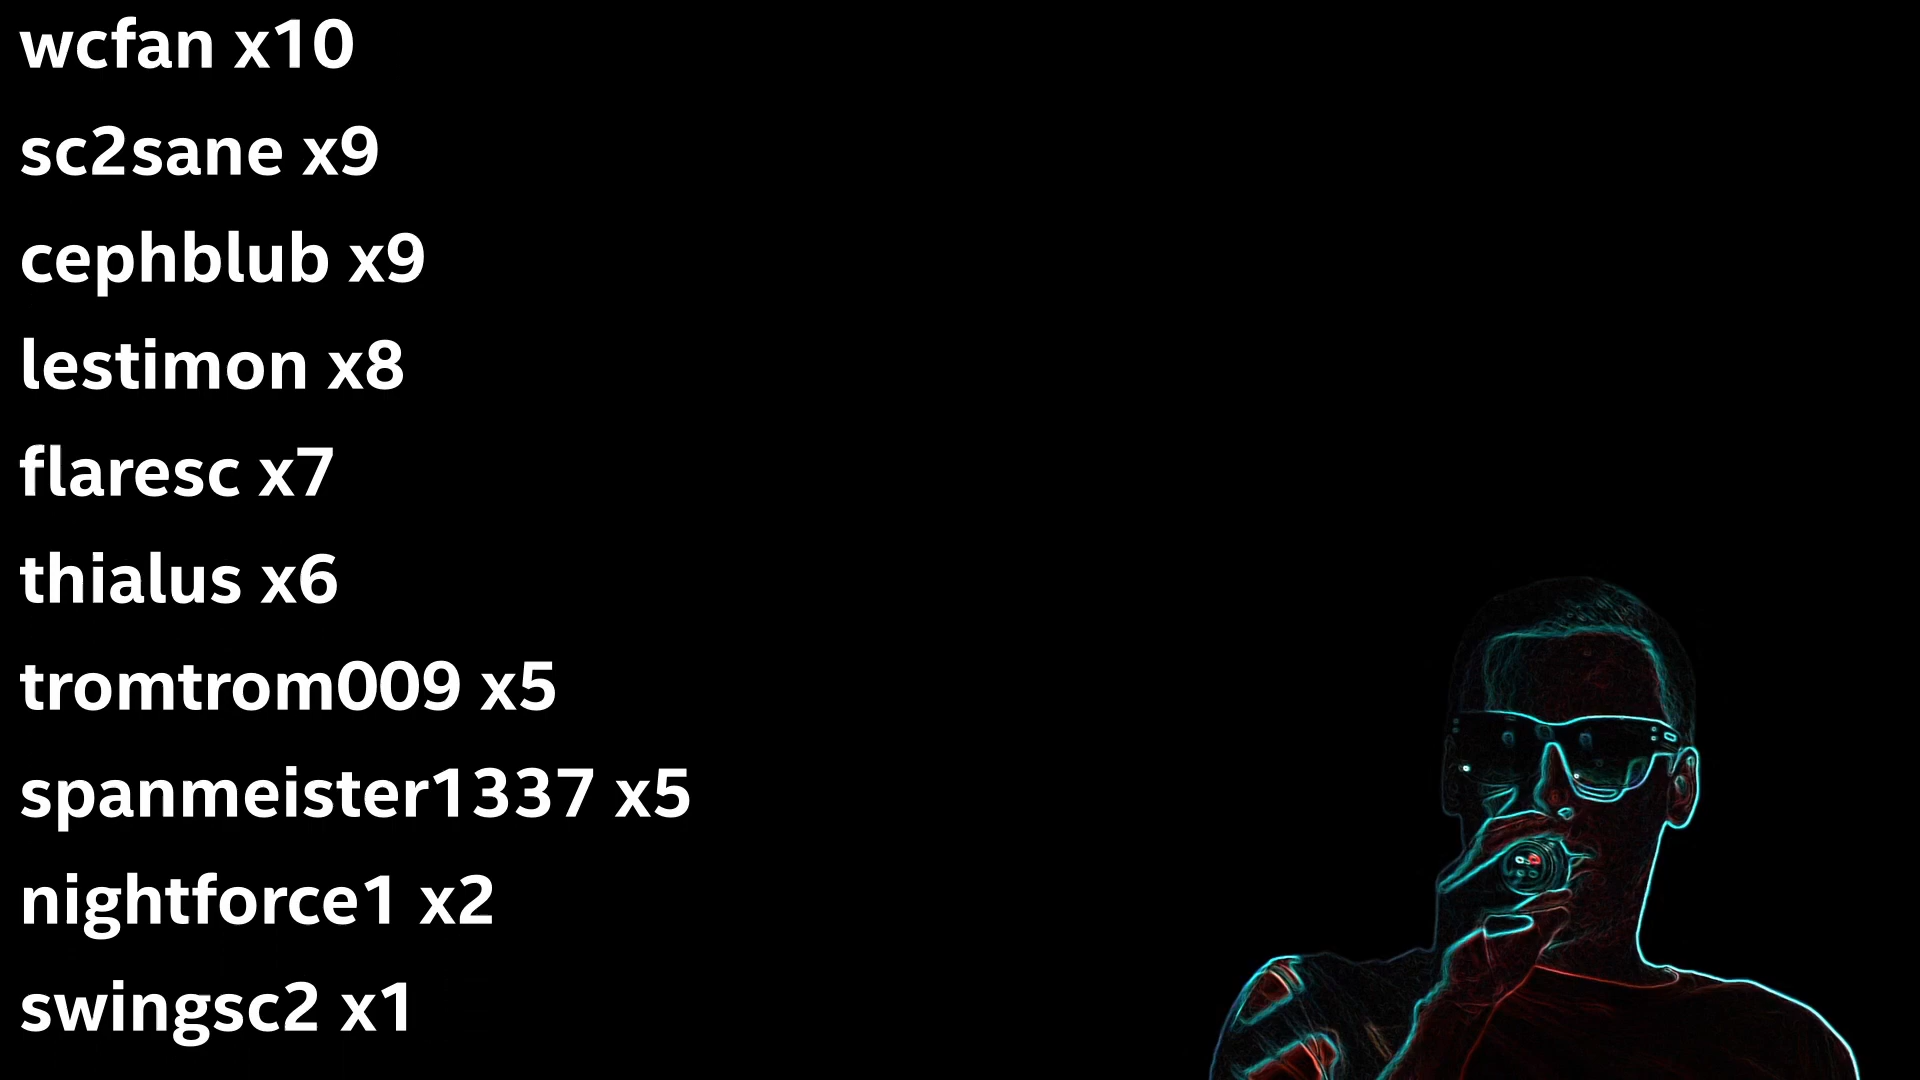 wcfan x10
sc2sane x9
cephblub x9
lestimon x8
flaresc x7
thialus x6
tromtrom009 x5
spanmeister1337 x5
nightforce1 x2
swingsc2 x1